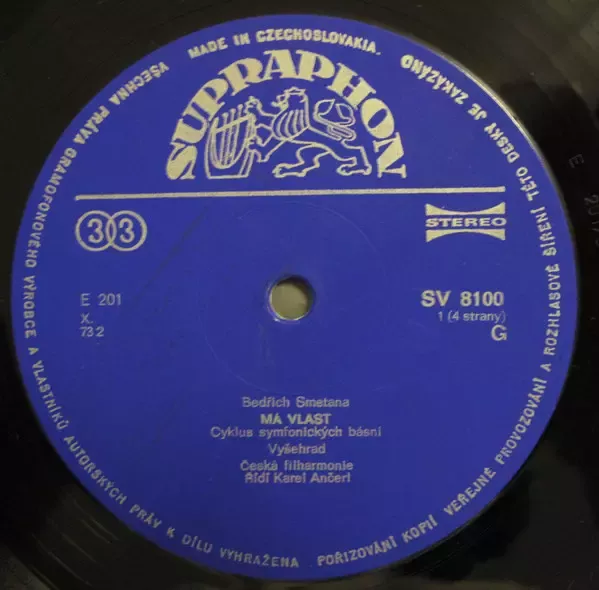 MADE IN CZECHOSLOVAKIA.
VŠECHNA PRÁVA GRAMOFONOVÉHO VÝROBCE A VLASTNÍKŮ AUTORSKÝCH PRÁV K DÍLU VYHRAŽENA. POŘIZOVÁNÍ KOPIÍ VEŘEJNÉ PROVOZOVÁNÍ A ROZHLASOVÉ ŠÍŘENÍ TÉTO DESKY JE ZAKÁZÁNO
SUPRAPHON
33
STEREO
E 201
X.
73 2
SV 8100
1 (4 strany)
G
Bedřich Smetana
MÁ VLAST
Cyklus symfonických básní
Vyšehrad
Česká filharmonie
Řídí Karel Ančerl